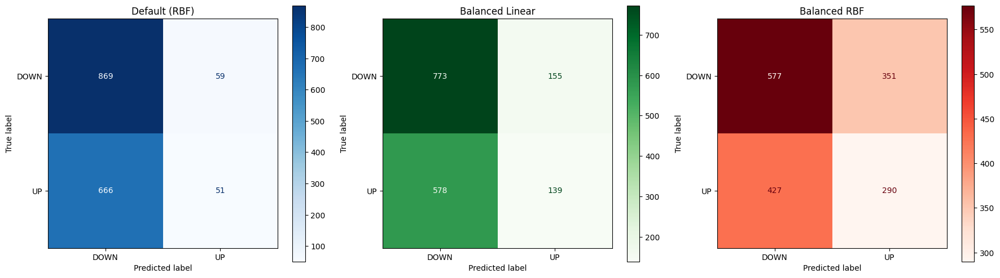 Default (RBF)
DOWN
UP
869
59
666
51
DOWN
UP
True label
Predicted label
800
700
600
500
400
300
200
100
Balanced Linear
DOWN
UP
773
155
578
139
DOWN
UP
True label
Predicted label
700
600
500
400
300
200
Balanced RBF
DOWN
UP
577
351
427
290
DOWN
UP
True label
Predicted label
550
500
450
400
350
300